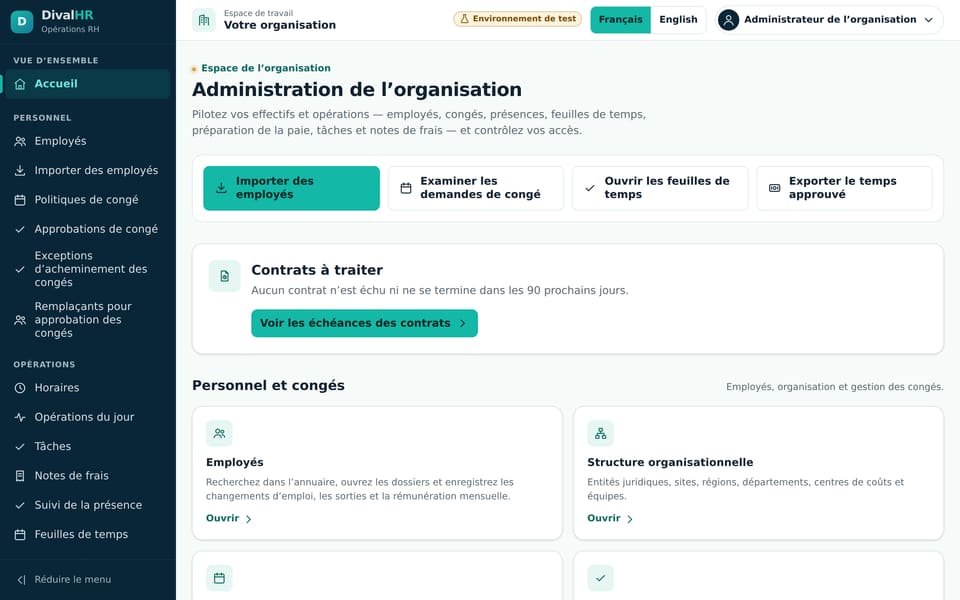 D
DivalHR
Opérations RH
VUE D’ENSEMBLE
Accueil
PERSONNEL
Employés
Importer des employés
Politiques de congé
Approbations de congé
Exceptions
d’acheminement des
congés
Remplaçants pour
approbation des
congés
OPÉRATIONS
Horaires
Opérations du jour
Tâches
Notes de frais
Suivi de la présence
Feuilles de temps
Réduire le menu
Espace de travail
Votre organisation
Environnement de test
Français
English
Administrateur de l’organisation
Espace de l’organisation
Administration de l’organisation
Pilotez vos effectifs et opérations — employés, congés, présences, feuilles de temps,
préparation de la paie, tâches et notes de frais — et contrôlez vos accès.
Importer des
employés
Examiner les
demandes de congé
Ouvrir les feuilles de
temps
Exporter le temps
approuvé
Contrats à traiter
Aucun contrat n’est échu ni ne se termine dans les 90 prochains jours.
Voir les échéances des contrats
Personnel et congés
Employés, organisation et gestion des congés.
Employés
Recherchez dans l’annuaire, ouvrez les dossiers et enregistrez les
changements d’emploi, les sorties et la rémunération mensuelle.
Ouvrir
Structure organisationnelle
Entités juridiques, sites, régions, départements, centres de coûts et
équipes.
Ouvrir